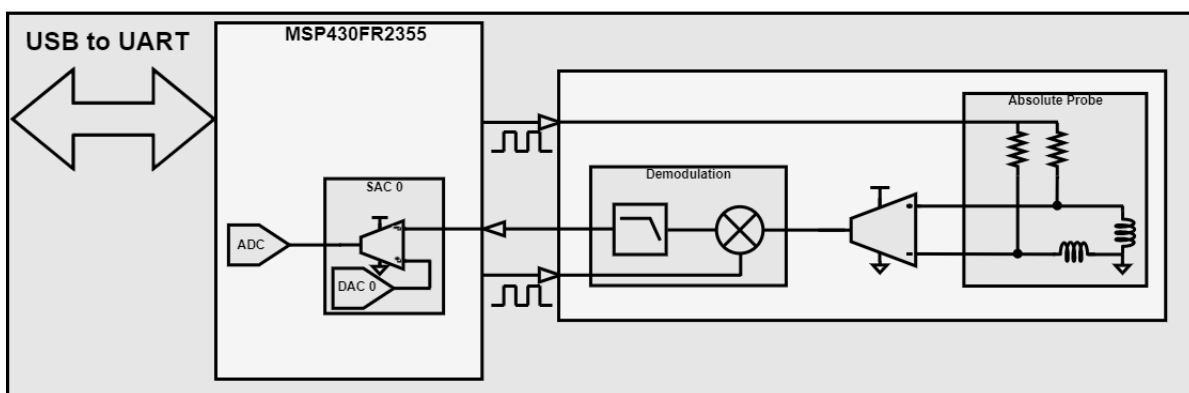 USB to UART
MSP430FR2355
SAC 0
ADC
DAC 0
Demodulation
Absolute Probe